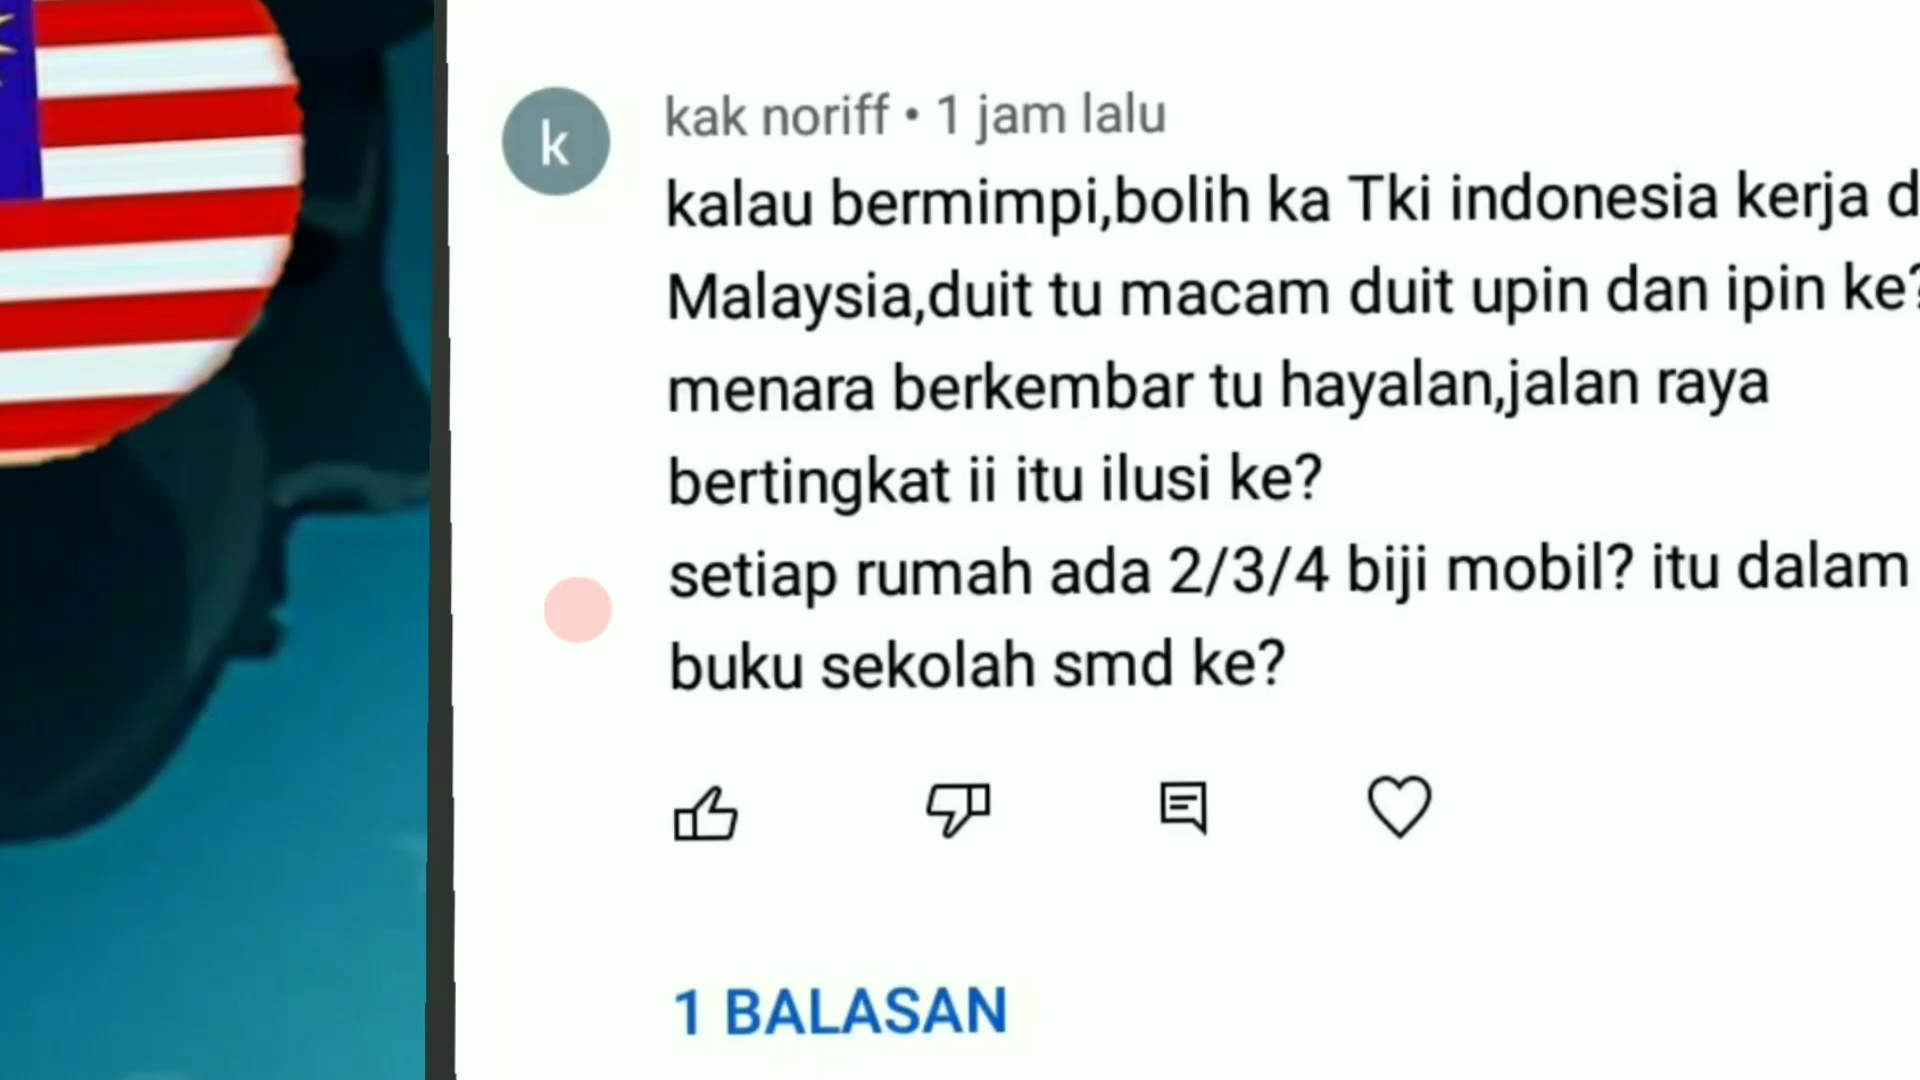 k
kak noriff • 1 jam lalu
kalau bermimpi,bolih ka Tki indonesia kerja d
Malaysia,duit tu macam duit upin dan ipin ke?
menara berkembar tu hayalan,jalan raya
bertingkat ii itu ilusi ke?
setiap rumah ada 2/3/4 biji mobil? itu dalam
buku sekolah smd ke?
1 BALASAN